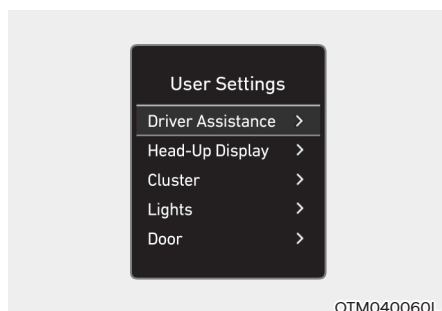 User Settings
Driver Assistance >
Head-Up Display >
Cluster >
Lights >
Door >
OTM040060L